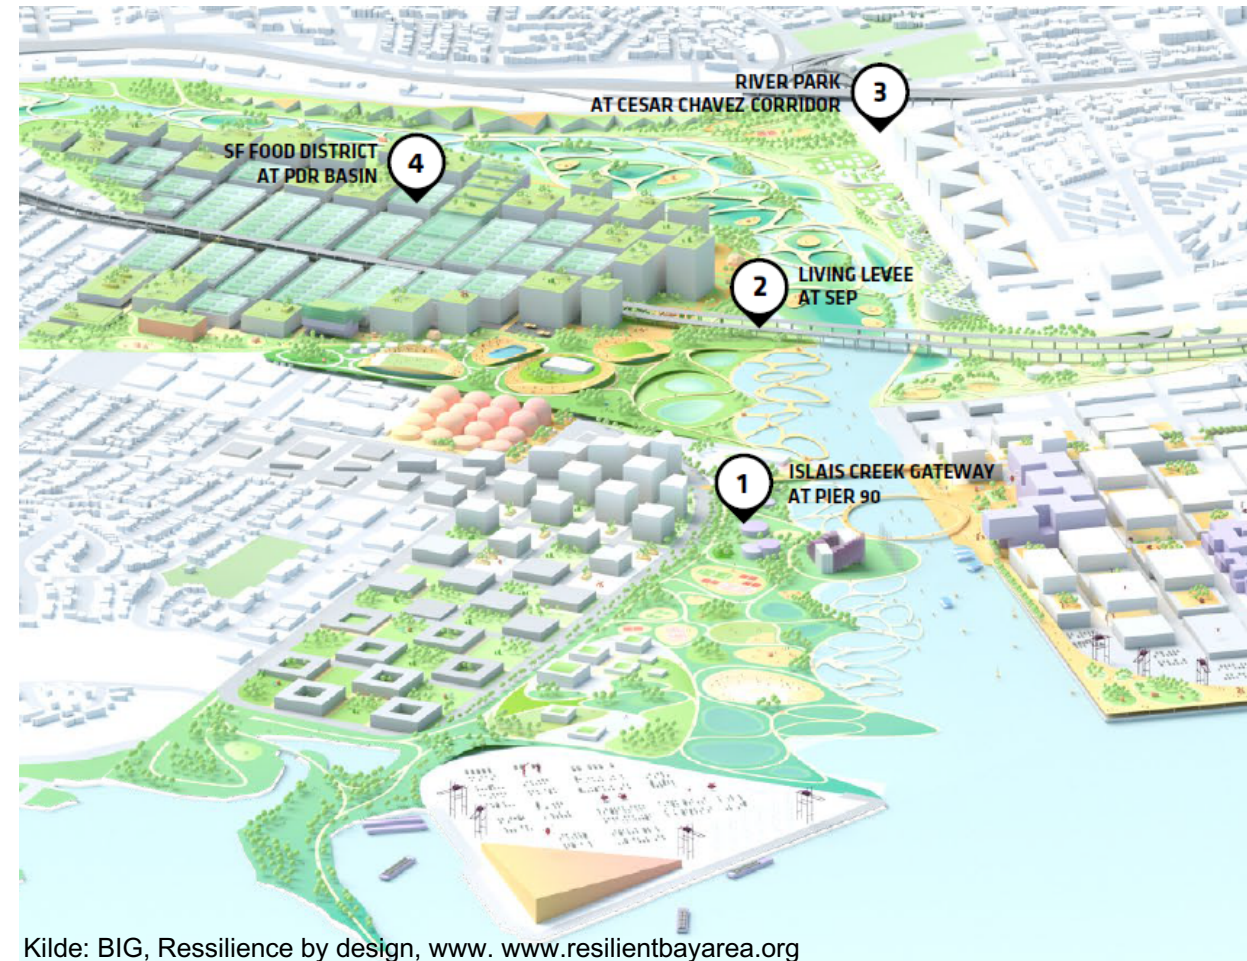 RIVER PARK
AT CESAR CHAVEZ CORRIDOR
3
SF FOOD DISTRICT
AT PDR BASIN
4
2
LIVING LEVEE
AT SEP
1
ISLAIS CREEK GATEWAY
AT PIER 90
Kilde: BIG, Ressilience by design, www. www.resilientbayarea.org